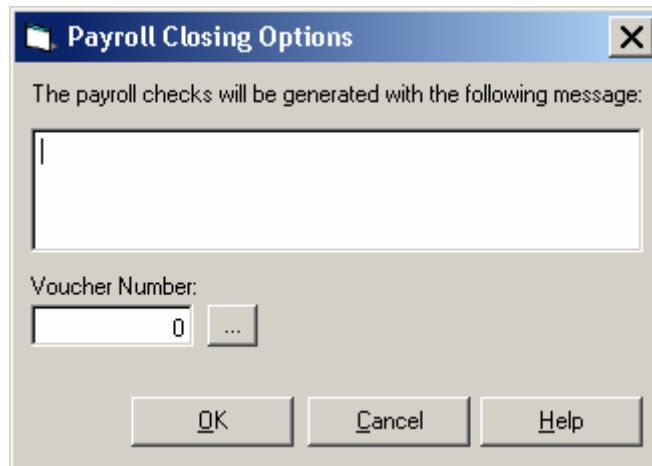 Payroll Closing Options
The payroll checks will be generated with the following message:
Voucher Number:
0 ...
OK Cancel Help